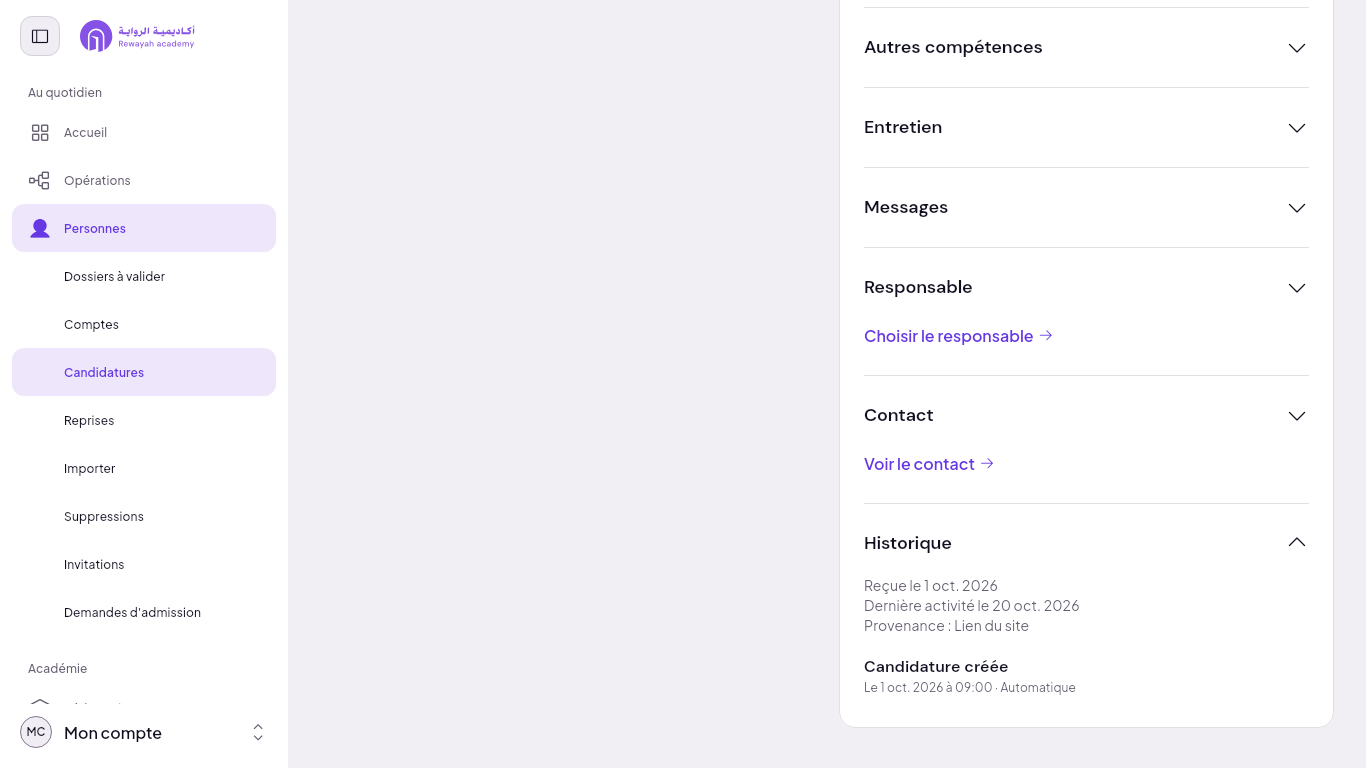 أكاديمية الرواية
Rewayah academy
Au quotidien
Accueil
Opérations
Personnes
Dossiers à valider
Comptes
Candidatures
Reprises
Importer
Suppressions
Invitations
Demandes d'admission
Académie
MC
Mon compte
Autres compétences
Entretien
Messages
Responsable
Choisir le responsable →
Contact
Voir le contact →
Historique
Reçue le 1 oct. 2026
Dernière activité le 20 oct. 2026
Provenance : Lien du site
Candidature créée
Le 1 oct. 2026 à 09:00 · Automatique